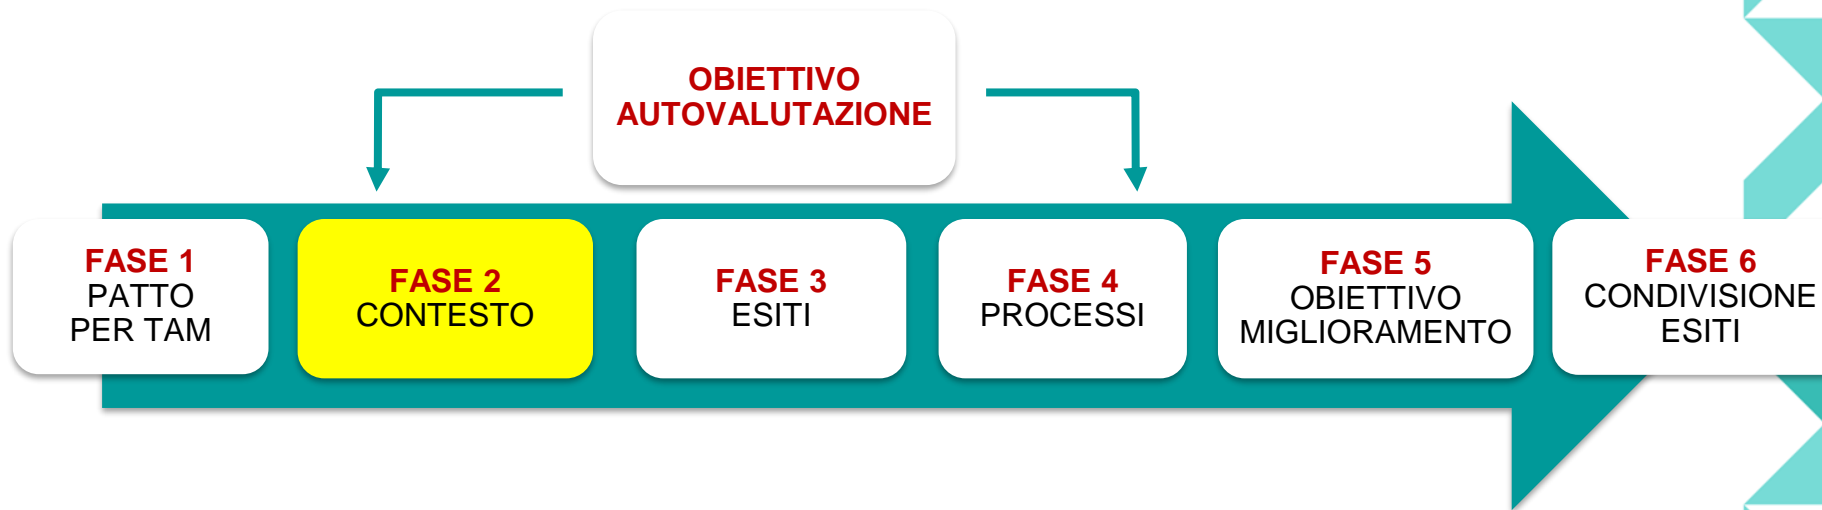 OBIETTIVO
AUTOVALUTAZIONE
FASE 1
PATTO
PER TAM
FASE 2
CONTESTO
FASE 3
ESITI
FASE 4
PROCESSI
FASE 5
OBIETTIVO
MIGLIORAMENTO
FASE 6
CONDIVISIONE
ESITI